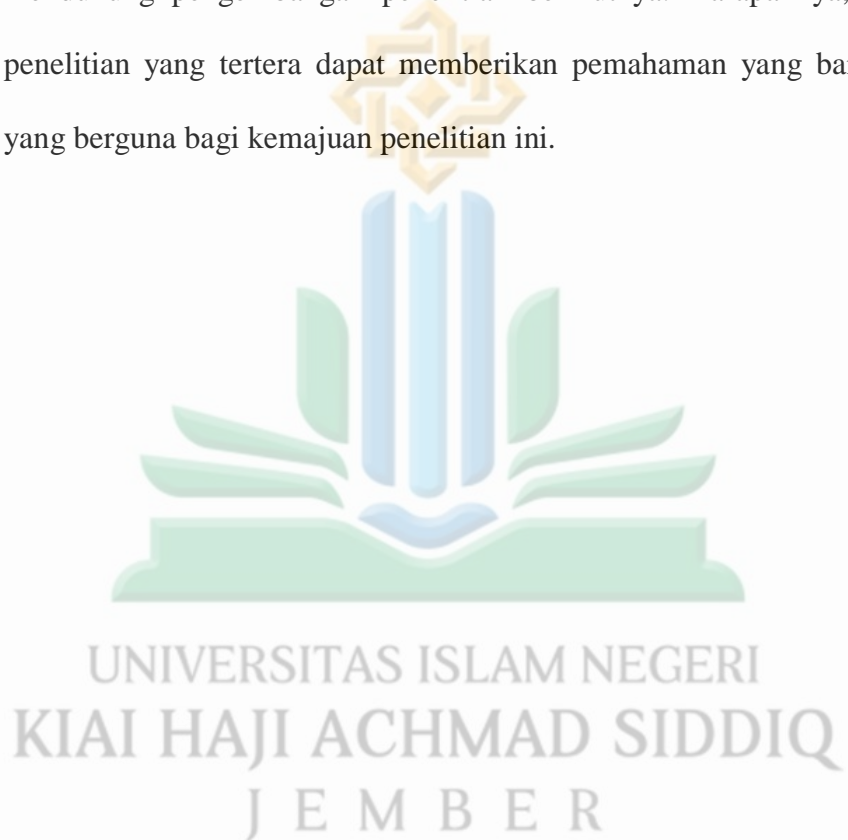 penelitian yang tertera dapat memberikan pemahaman yang
yang berguna bagi kemajuan penelitian ini.
UNIVERSITAS ISLAM NEGERI
KIAI HAJI ACHMAD SIDDIQ
JEMBER